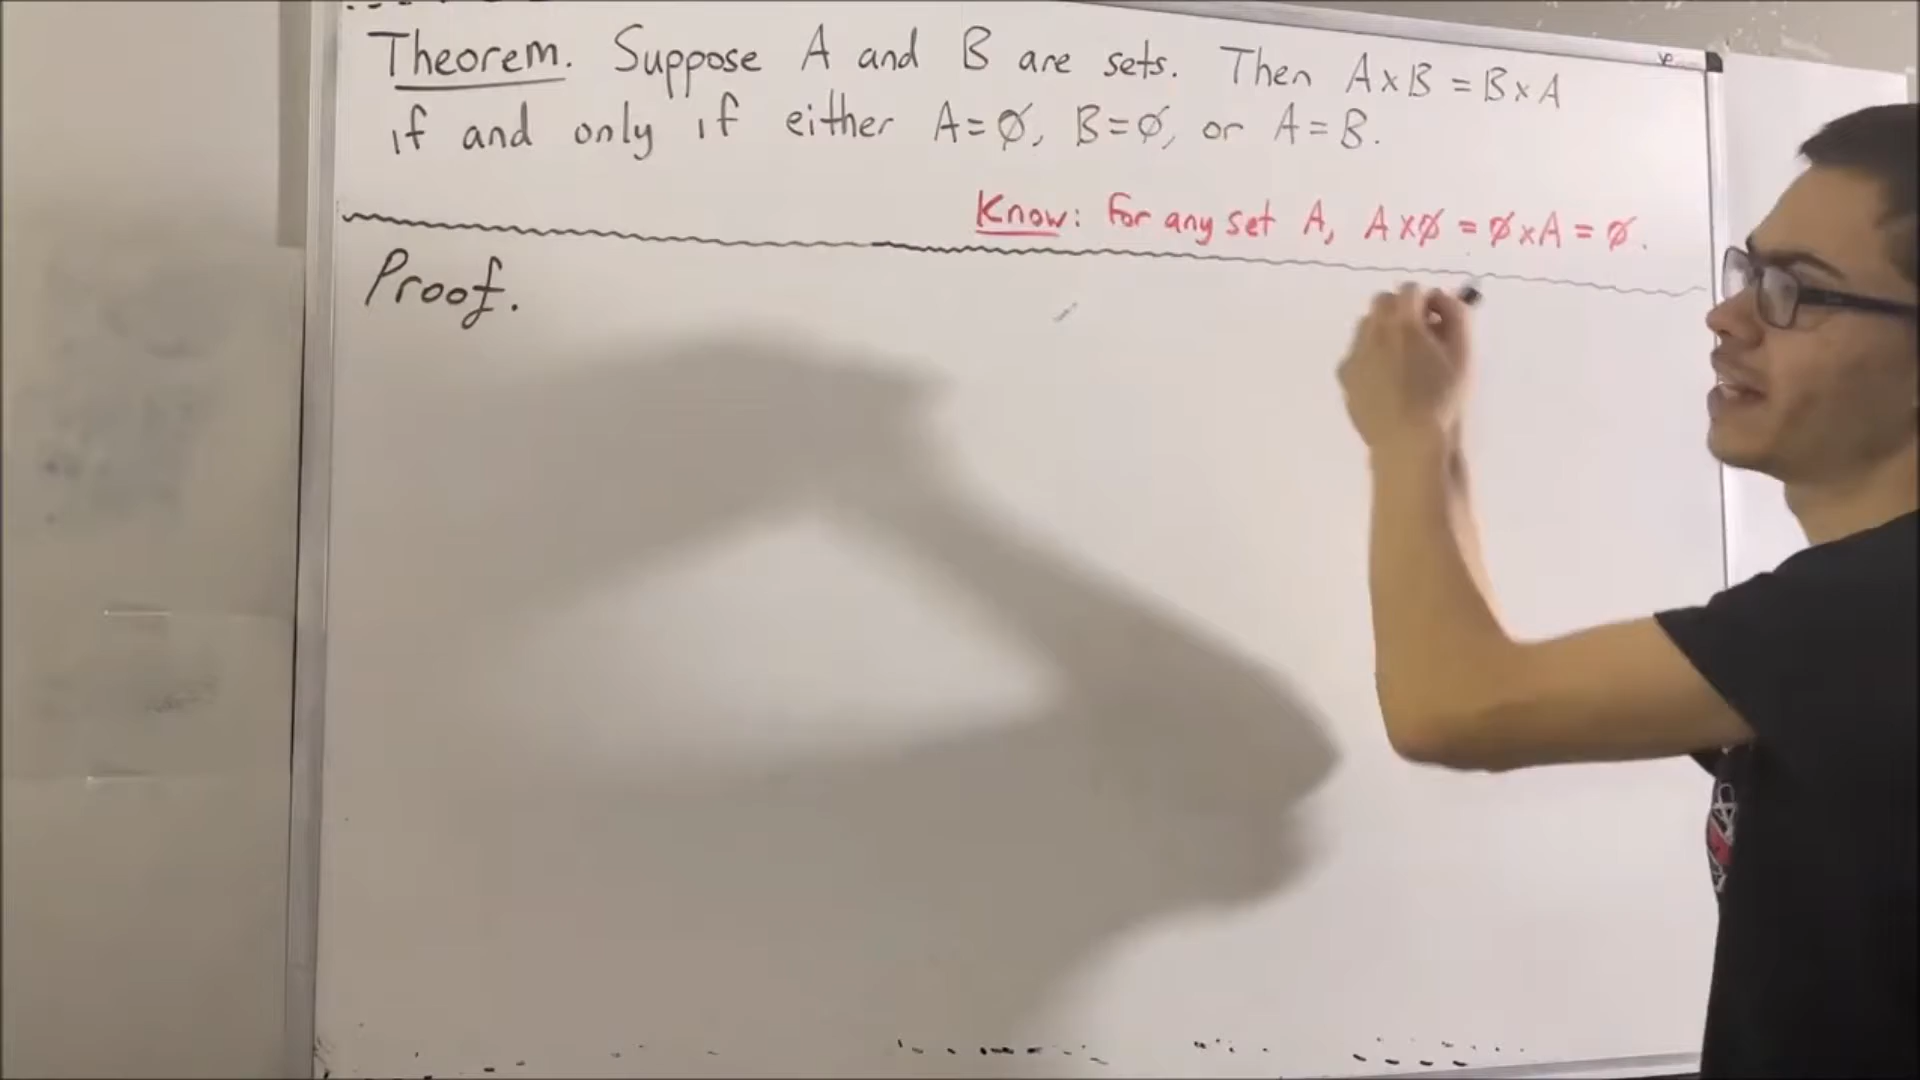 Theorem. Suppose A and B are sets. Then A×B = B×A
if and only if either A=∅, B=∅, or A=B.
Know: For any set A, A×∅ = ∅×A = ∅.
Proof.